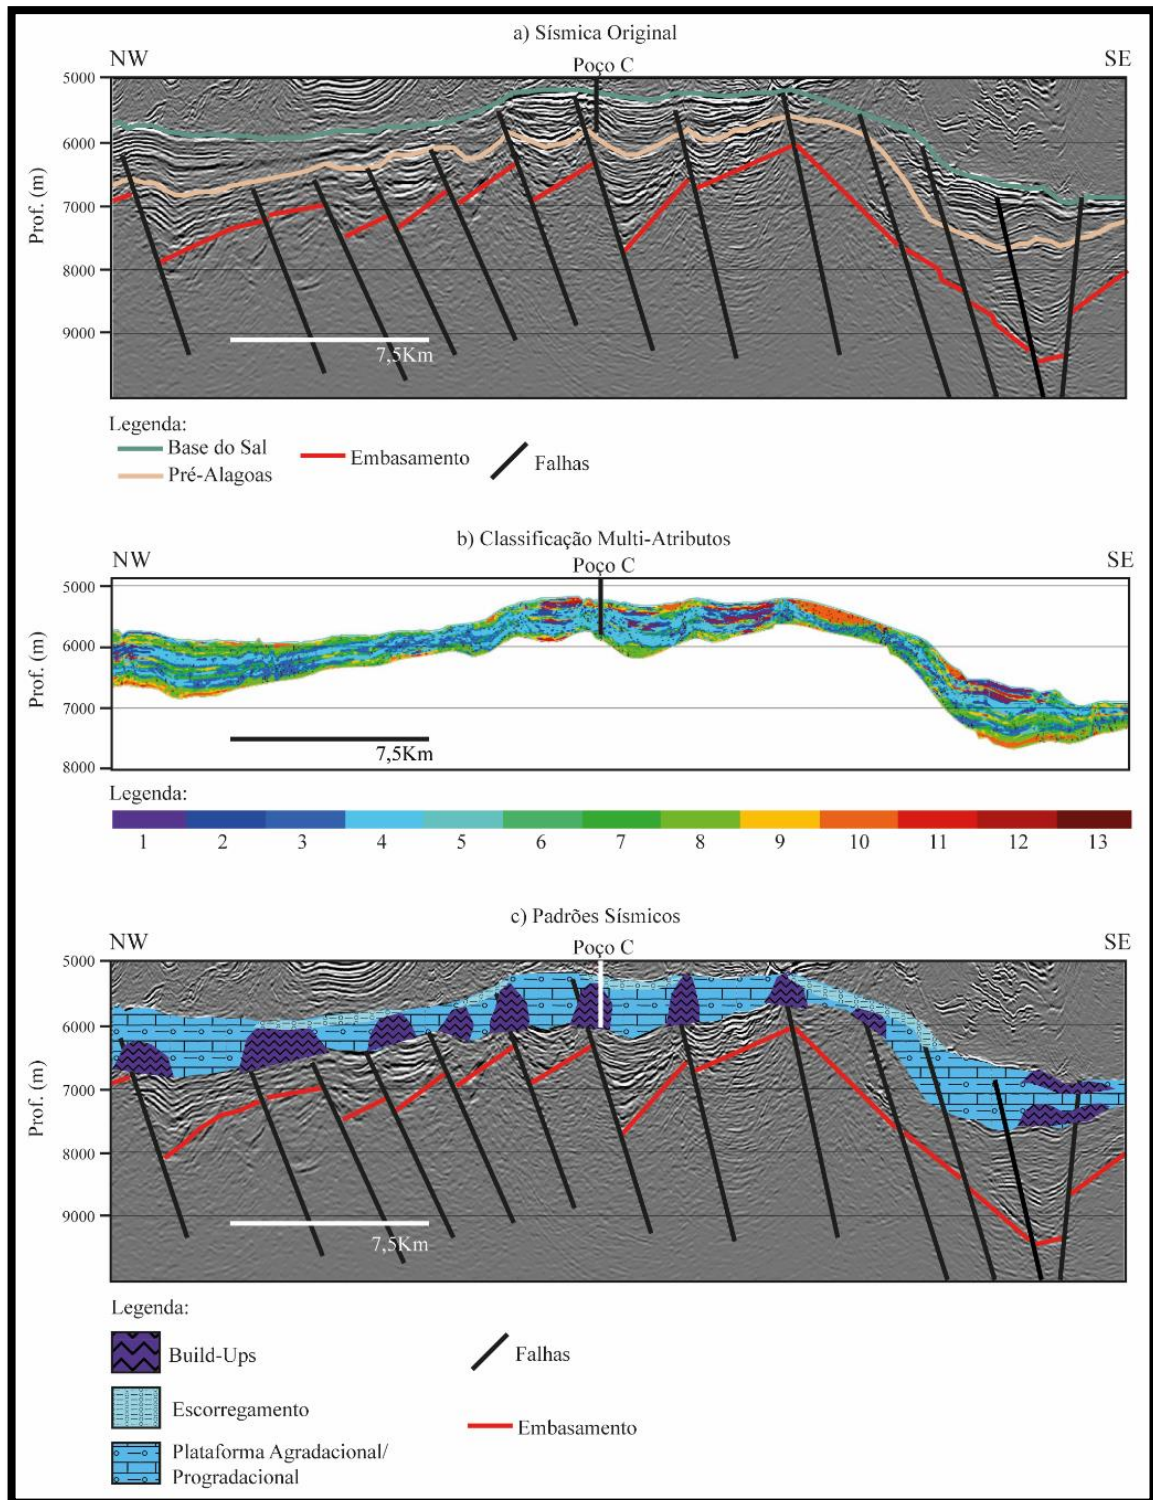 a) Sísmica Original
NW
Poço C
SE
5000
6000
7000
8000
9000
Prof. (m)
7,5Km
Legenda:
Base do Sal
Pré-Alagoas
Embasamento
Falhas
b) Classificação Multi-Atributos
NW
Poço C
SE
5000
6000
7000
8000
Prof. (m)
7,5Km
Legenda:
1 2 3 4 5 6 7 8 9 10 11 12 13
c) Padrões Sísmicos
NW
Poço C
SE
5000
6000
7000
8000
9000
Prof. (m)
7,5Km
Legenda:
Build-Ups
Falhas
Escorregamento
Embasamento
Plataforma Agradacional/
Progradacional